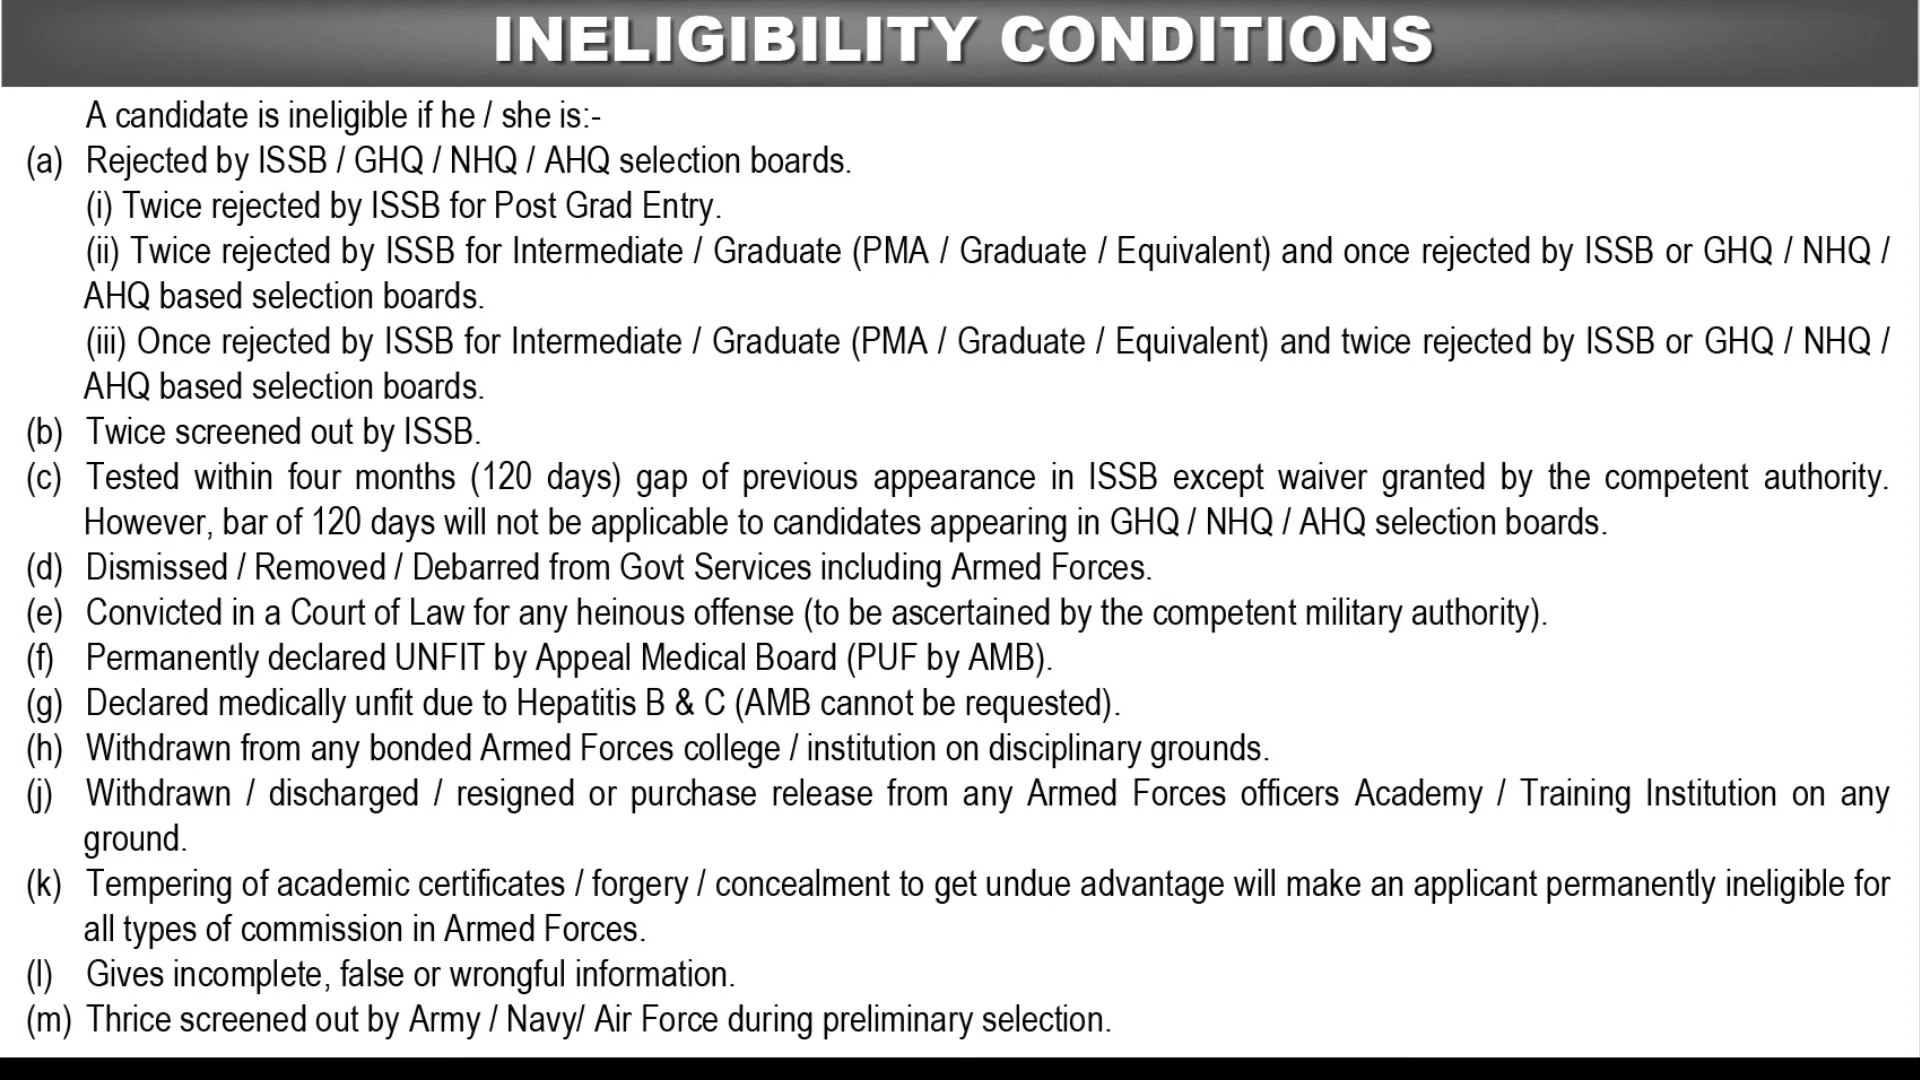 INELIGIBILITY CONDITIONS
A candidate is ineligible if he / she is:-
(a) Rejected by ISSB / GHQ / NHQ / AHQ selection boards.
(i) Twice rejected by ISSB for Post Grad Entry.
(ii) Twice rejected by ISSB for Intermediate / Graduate (PMA / Graduate / Equivalent) and once rejected by ISSB or GHQ / NHQ /
AHQ based selection boards.
(iii) Once rejected by ISSB for Intermediate / Graduate (PMA / Graduate / Equivalent) and twice rejected by ISSB or GHQ / NHQ /
AHQ based selection boards.
(b) Twice screened out by ISSB.
(c) Tested within four months (120 days) gap of previous appearance in ISSB except waiver granted by the competent authority.
However, bar of 120 days will not be applicable to candidates appearing in GHQ / NHQ / AHQ selection boards.
(d) Dismissed / Removed / Debarred from Govt Services including Armed Forces.
(e) Convicted in a Court of Law for any heinous offense (to be ascertained by the competent military authority).
(f) Permanently declared UNFIT by Appeal Medical Board (PUF by AMB).
(g) Declared medically unfit due to Hepatitis B & C (AMB cannot be requested).
(h) Withdrawn from any bonded Armed Forces college / institution on disciplinary grounds.
(j) Withdrawn / discharged / resigned or purchase release from any Armed Forces officers Academy / Training Institution on any
ground.
(k) Tempering of academic certificates / forgery / concealment to get undue advantage will make an applicant permanently ineligible for
all types of commission in Armed Forces.
(l) Gives incomplete, false or wrongful information.
(m) Thrice screened out by Army / Navy/ Air Force during preliminary selection.